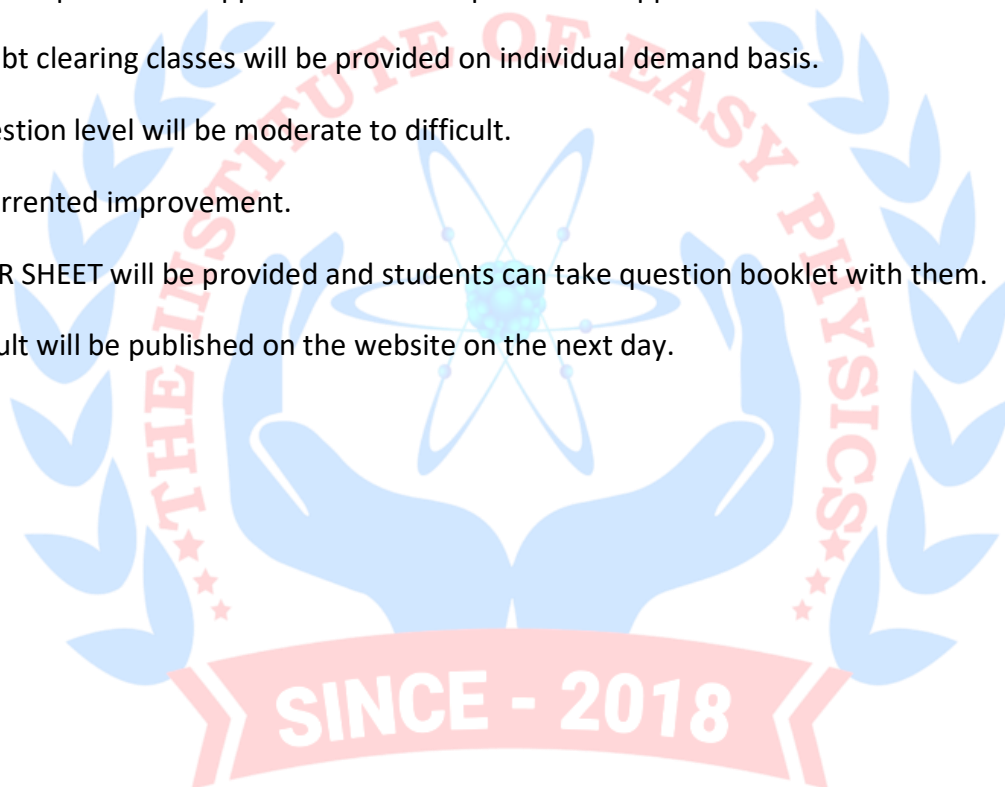 bt clearing classes will be provided on individual demand basis.
estion level will be moderate to difficult.
rrented improvement.
R SHEET will be provided and students can take question booklet with them.
ult will be published on the website on the next day.
THE IINSTITUTE OF EASY PHYSICS
SINCE - 2018